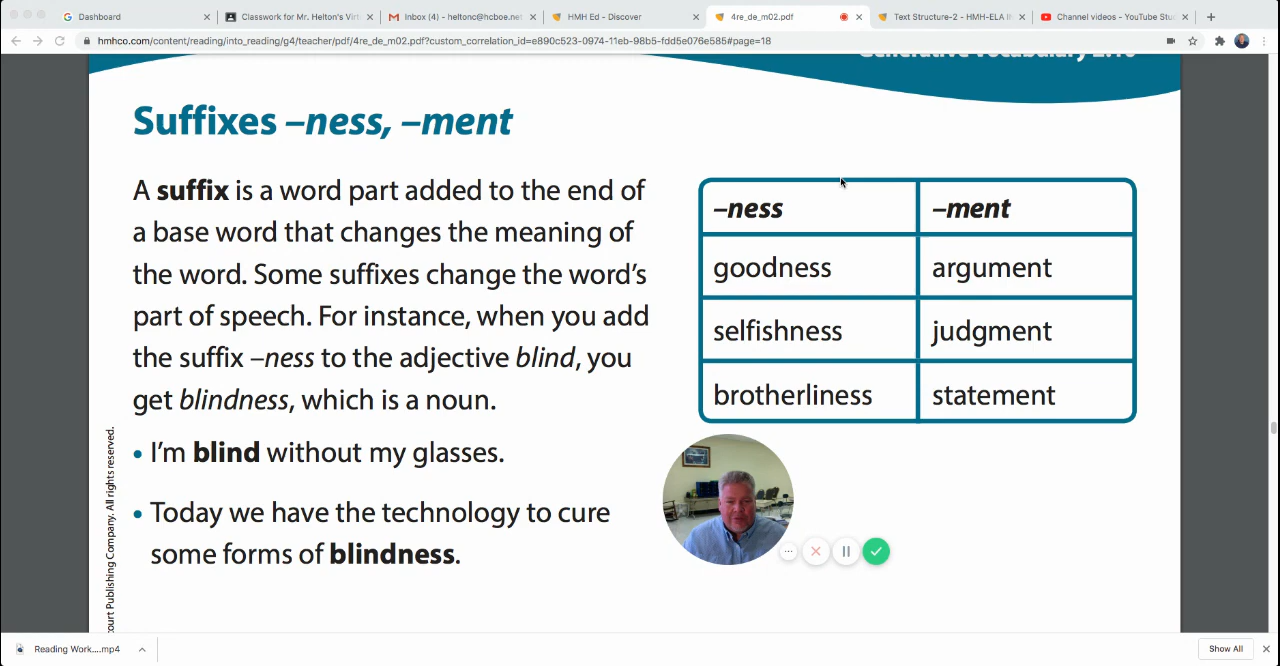 Dashboard
Classwork for Mr. Helton's Virt
Inbox (4) - heltonc@hcboe.net
HMH Ed - Discover
4re_de_m02.pdf
Text Structure-2 - HMH-ELA IN
Channel videos - YouTube Stud
hmhco.com/content/reading/into_reading/g4/teacher/pdf/4re_de_m02.pdf?custom_correlation_id=e890c523-0974-11eb-98b5-fdd5e076e585#page=18
Generative Vocabulary
Suffixes –ness, –ment
A suffix is a word part added to the end of
a base word that changes the meaning of
the word. Some suffixes change the word's
part of speech. For instance, when you add
the suffix –ness to the adjective blind, you
get blindness, which is a noun.
• I'm blind without my glasses.
• Today we have the technology to cure
some forms of blindness.
–ness –ment
goodness argument
selfishness judgment
brotherliness statement
court Publishing Company. All rights reserved.
Reading Work....mp4
Show All